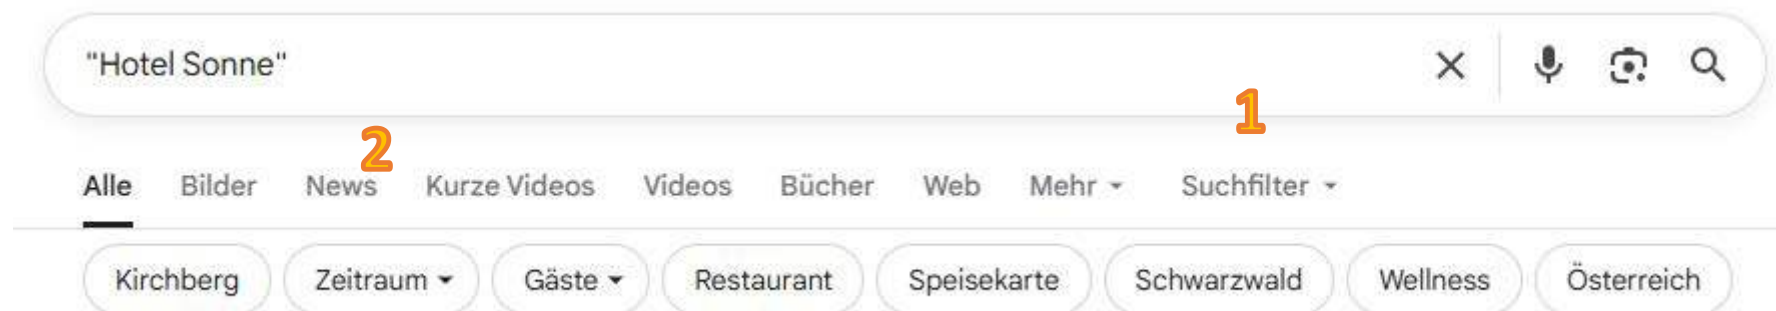 "Hotel Sonne"
1
2
Alle Bilder News Kurze Videos Videos Bücher Web Mehr Suchfilter
Kirchberg Zeitraum Gäste Restaurant Speisekarte Schwarzwald Wellness Österreich